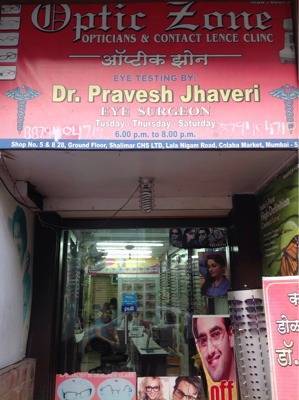 Optic Zone
OPTICIANS & CONTACT LENCE CLINC
ऑप्टीक झोन
EYE TESTING BY:
Dr. Pravesh Jhaveri
EYE SURGEON
Tusday - Thursday - Saturday
6.00 p.m. to 8.00 p.m.
Shop No. 5 & 28, Ground Floor, Shalimar CHS LTD, Lala Nigam Road, Colaba Market, Mumbai - 5
pull
off
डॉ.